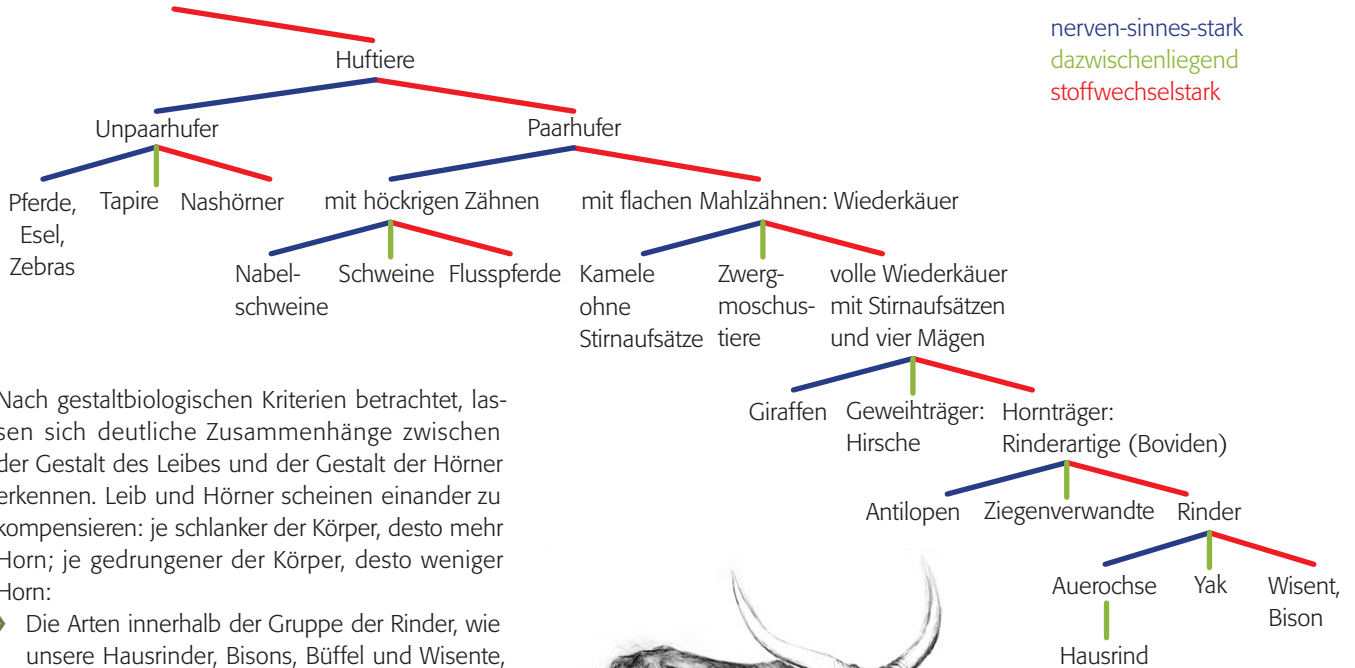 nerven-sinnes-stark
dazwischenliegend
stoffwechselstark
Huftiere
Unpaarhufer
Paarhufer
Pferde,
Esel,
Zebras
Tapire
Nashörner
mit höckrigen Zähnen
mit flachen Mahlzähnen: Wiederkäuer
Nabel-
schweine
Schweine
Flusspferde
Kamele
ohne
Stirnaufsätze
Zwerg-
moschus-
tiere
volle Wiederkäuer
mit Stirnaufsätzen
und vier Mägen
Giraffen
Geweihträger:
Hirsche
Hornträger:
Rinderartige (Boviden)
Antilopen
Ziegenverwandte
Rinder
Auerochse
Yak
Wisent,
Bison
Hausrind
Nach gestaltbiologischen Kriterien betrachtet, las-
sen sich deutliche Zusammenhänge zwischen
der Gestalt des Leibes und der Gestalt der Hörner
erkennen. Leib und Hörner scheinen einander zu
kompensieren: je schlanker der Körper, desto mehr
Horn; je gedrungener der Körper, desto weniger
Horn:
Die Arten innerhalb der Gruppe der Rinder, wie
unsere Hausrinder, Bisons, Büffel und Wisente,